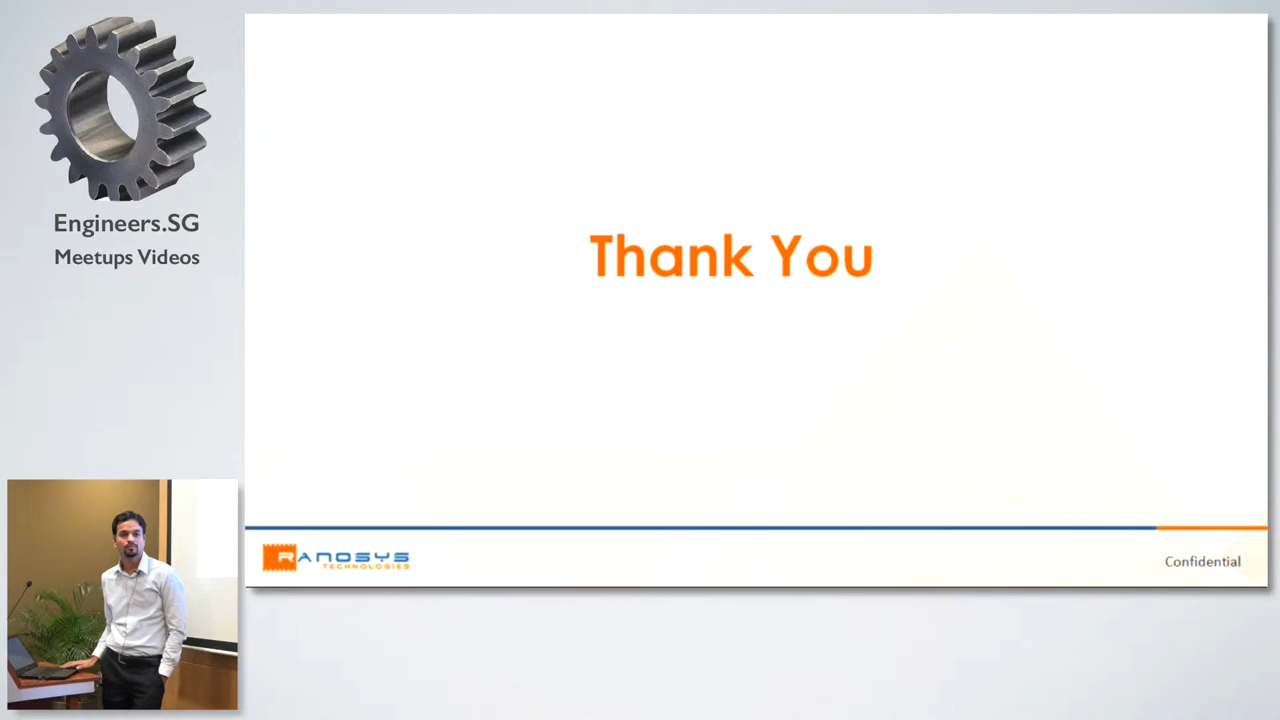 Engineers.SG
Meetups Videos
Thank You
RANOSYS
TECHNOLOGIES
Confidential